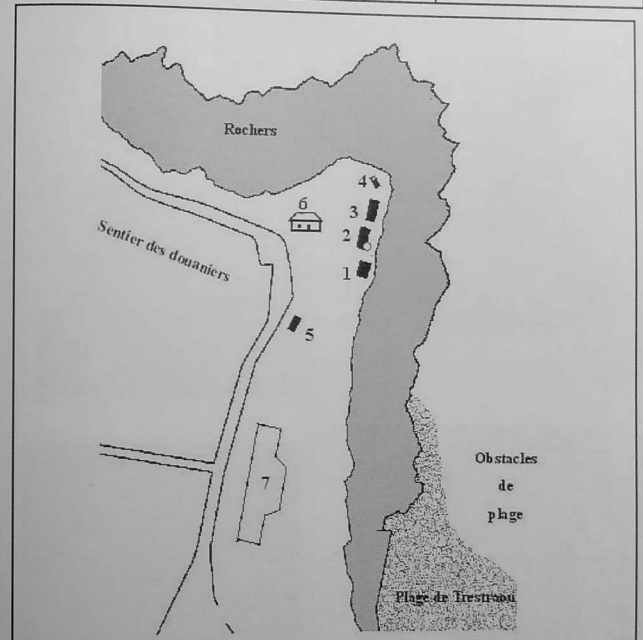 Rochers
4
6
3
2
1
Sentier des douaniers
5
7
Obstacles
de
plage
Plage de Trestraou